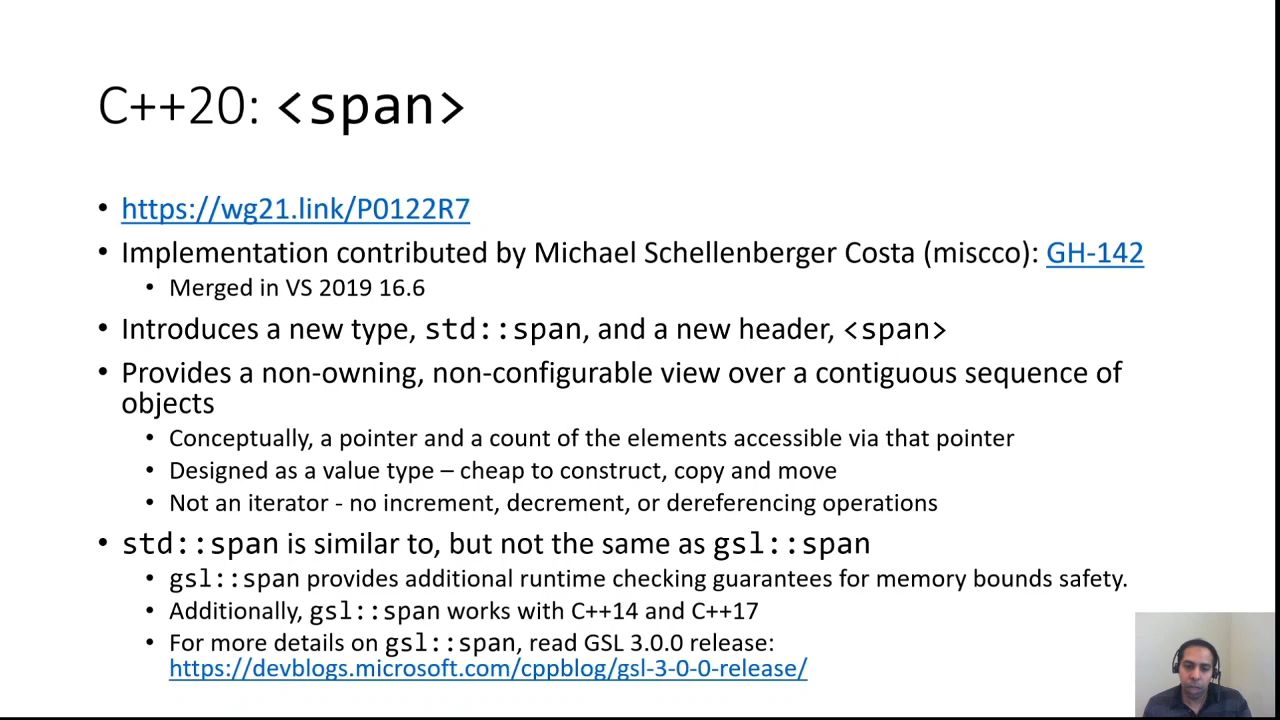 C++20: <span>
• https://wg21.link/P0122R7
• Implementation contributed by Michael Schellenberger Costa (miscco): GH-142
• Merged in VS 2019 16.6
• Introduces a new type, std::span, and a new header, <span>
• Provides a non-owning, non-configurable view over a contiguous sequence of
objects
• Conceptually, a pointer and a count of the elements accessible via that pointer
• Designed as a value type – cheap to construct, copy and move
• Not an iterator - no increment, decrement, or dereferencing operations
• std::span is similar to, but not the same as gsl::span
• gsl::span provides additional runtime checking guarantees for memory bounds safety.
• Additionally, gsl::span works with C++14 and C++17
• For more details on gsl::span, read GSL 3.0.0 release:
https://devblogs.microsoft.com/cppblog/gsl-3-0-0-release/